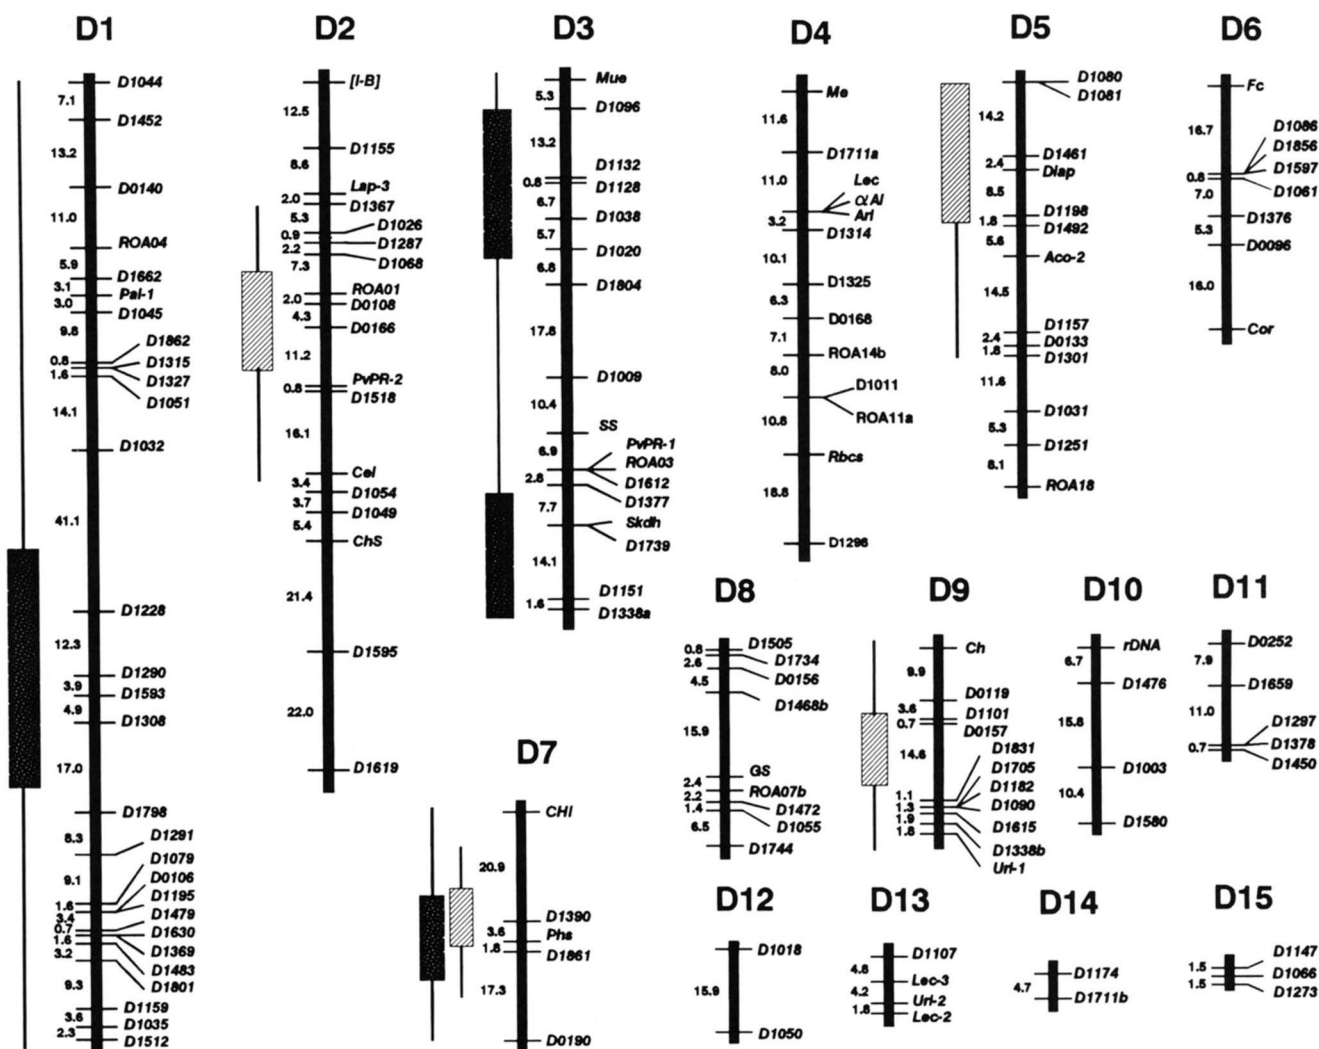 D1
D1044
7.1
D1452
13.2
D0140
11.0
ROA04
5.9
D1662
3.1
Pal-1
3.0
D1045
9.8
D1862
0.8
D1315
1.6
D1327
D1051
14.1
D1032
41.1
D1228
12.3
D1290
3.9
D1593
4.9
D1308
17.0
D1798
8.3
D1291
9.1
D1079
D0106
1.6
D1195
3.4
D1479
0.7
D1630
1.6
D1369
3.2
D1483
D1801
9.3
D1159
3.6
D1035
2.3
D1512
D2
[I-B]
12.5
D1155
8.6
Lap-3
2.0
D1367
5.3
D1026
0.9
D1287
2.2
D1068
7.3
ROA01
2.0
D0108
4.3
D0166
11.2
PvPR-2
0.8
D1518
16.1
Cel
3.4
D1054
3.7
D1049
5.4
ChS
21.4
D1595
22.0
D1619
D3
Mue
5.3
D1096
13.2
D1132
0.8
D1128
6.7
D1038
5.7
D1020
6.8
D1804
17.8
D1009
10.4
SS
6.9
PvPR-1
ROA03
2.8
D1612
D1377
7.7
Skdh
D1739
14.1
D1151
1.6
D1338a
D4
Me
11.6
D1711a
11.0
Lec
αAI
Arl
3.2
D1314
10.1
D1325
6.3
D0168
7.1
ROA14b
8.0
D1011
ROA11a
10.8
Rbcs
18.8
D1298
D5
D1080
D1081
14.2
D1461
2.4
Diap
8.5
D1198
1.8
D1492
5.6
Aco-2
14.5
D1157
2.4
D0133
1.8
D1301
11.6
D1031
5.3
D1251
8.1
ROA18
D6
Fc
16.7
D1086
D1856
D1597
0.8
D1061
7.0
D1376
5.3
D0096
16.0
Cor
D7
CHI
20.9
D1390
3.6
Phs
1.8
D1861
17.3
D0190
D8
0.8
D1505
2.6
D1734
4.5
D0156
D1468b
15.9
GS
2.4
ROA07b
2.2
D1472
1.4
D1055
6.5
D1744
D9
Ch
9.9
D0119
3.6
D1101
0.7
D0157
14.6
D1831
D1705
D1182
1.1
D1090
1.3
D1615
1.9
D1338b
1.8
Uri-1
D10
rDNA
6.7
D1476
15.8
D1003
10.4
D1580
D11
D0252
7.9
D1659
11.0
D1297
D1378
0.7
D1450
D12
D1018
15.9
D1050
D13
D1107
4.8
Lec-3
4.2
Uri-2
1.8
Lec-2
D14
D1174
4.7
D1711b
D15
D1147
1.5
D1066
1.5
D1273